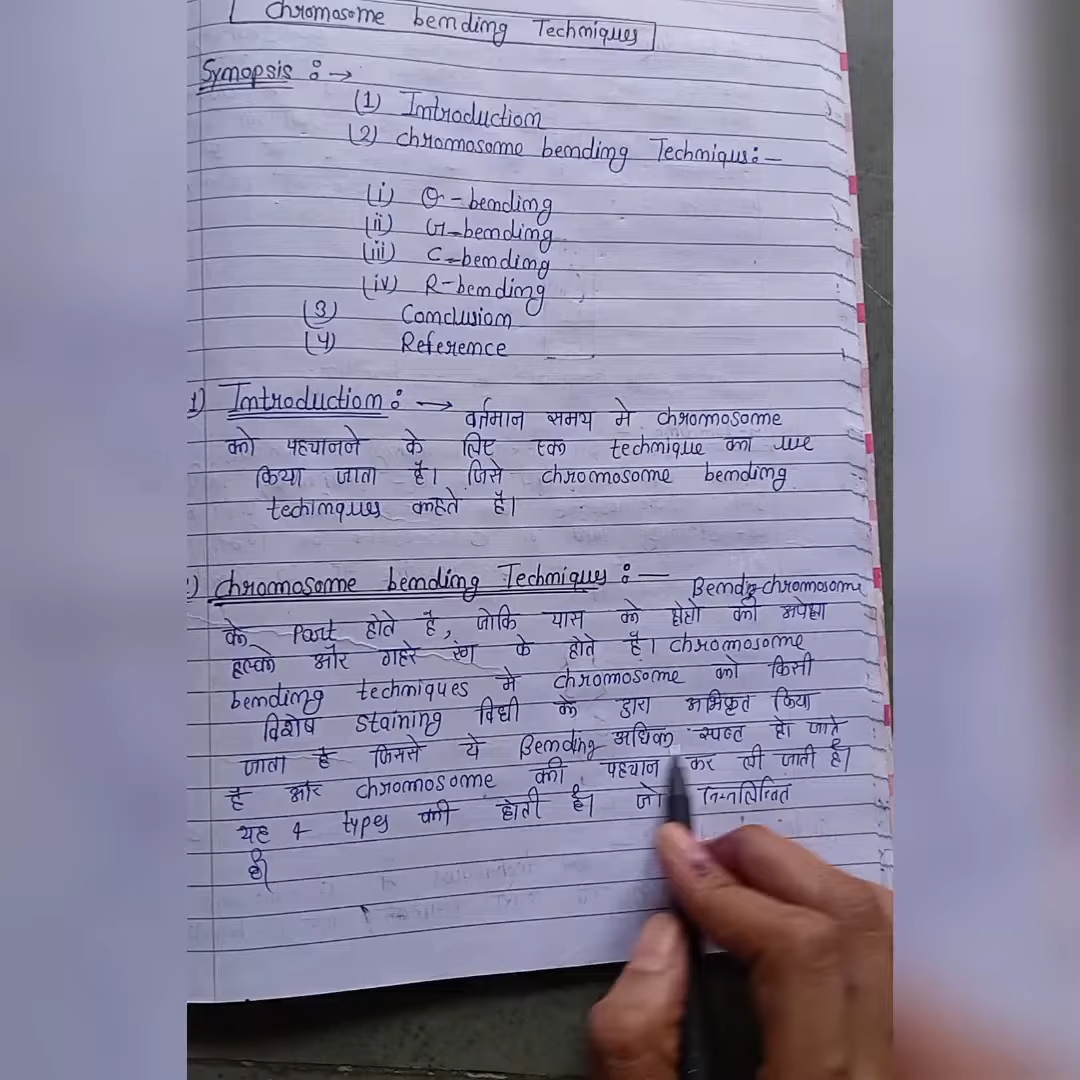 Chromosome bending Techniques
Synopsis :→
(1) Introduction
(2) chromosome bending Techniqus:—
(i) Q-bending
(ii) G-bending
(iii) C-bending
(iv) R-bending
(3) Conclusion
(4) Reference
1) Introduction :→ वर्तमान समय मे chromosome
को पहचानने के लिए एक technique का use
किया जाता है। जिसे chromosome bending
techinques कहते है।
) Chromosome bending Techniques :— Bending chromosome
के Part होते है, जोकि पास के क्षेत्रो की अपेक्षा
हल्के और गहरे रंग के होते है। chromosome
bending techniques मे chromosome को किसी
विशेष staining विधी के द्वारा अभिकृत किया
जाता है जिससे ये Bending अधिक स्पष्ट हो जाते
है और chromosome की पहचान कर ली जाती है।
यह 4 types की होती है। जो निम्नलिखित
है।